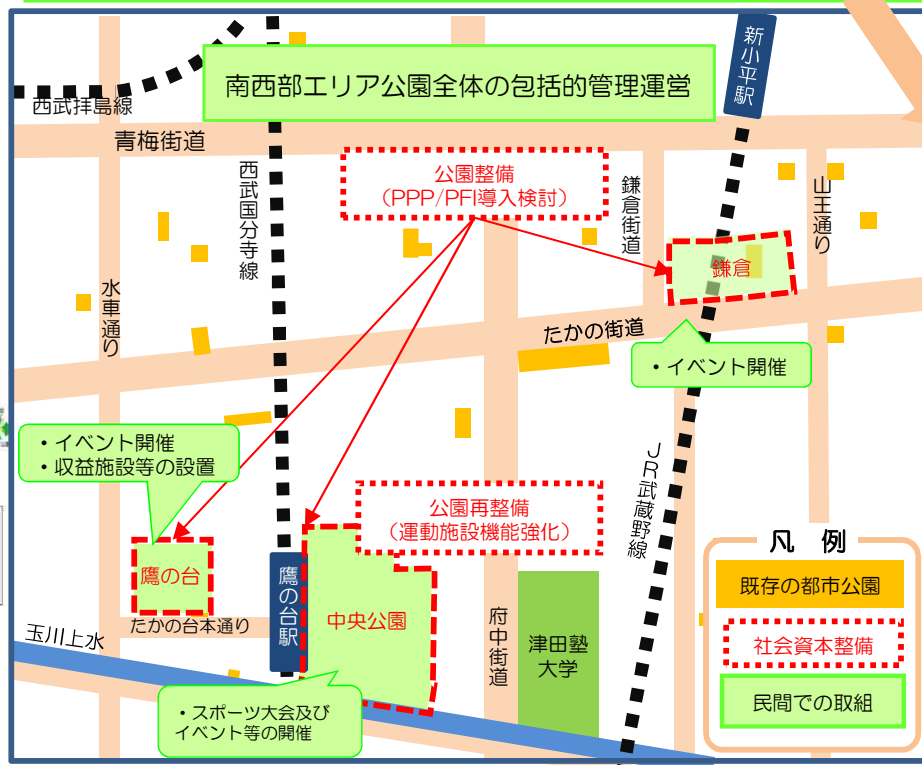 南西部エリア公園全体の包括的管理運営
新小平駅
西武拝島線
青梅街道
西武国分寺線
公園整備
（PPP/PFI導入検討）
鎌倉街道
山王通り
鎌倉
水車通り
たかの街道
・イベント開催
・イベント開催
・収益施設等の設置
JR武蔵野線
公園再整備
（運動施設機能強化）
鷹の台
鷹の台駅
中央公園
たかの台本通り
玉川上水
府中街道
津田塾
大学
・スポーツ大会及び
イベント等の開催
凡 例
既存の都市公園
社会資本整備
民間での取組